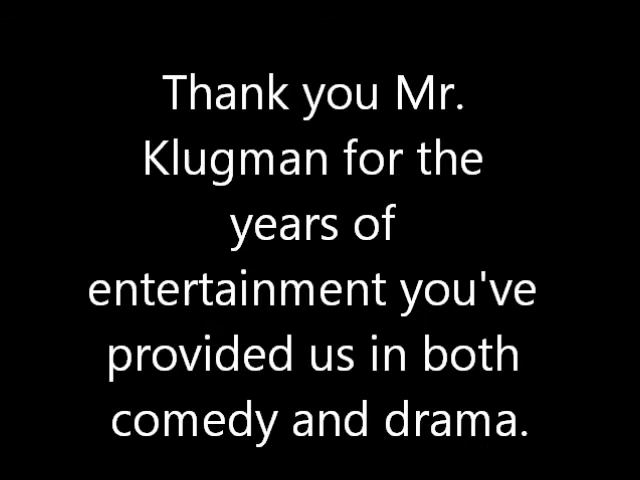 Thank you Mr.
Klugman for the
years of
entertainment you've
provided us in both
comedy and drama.